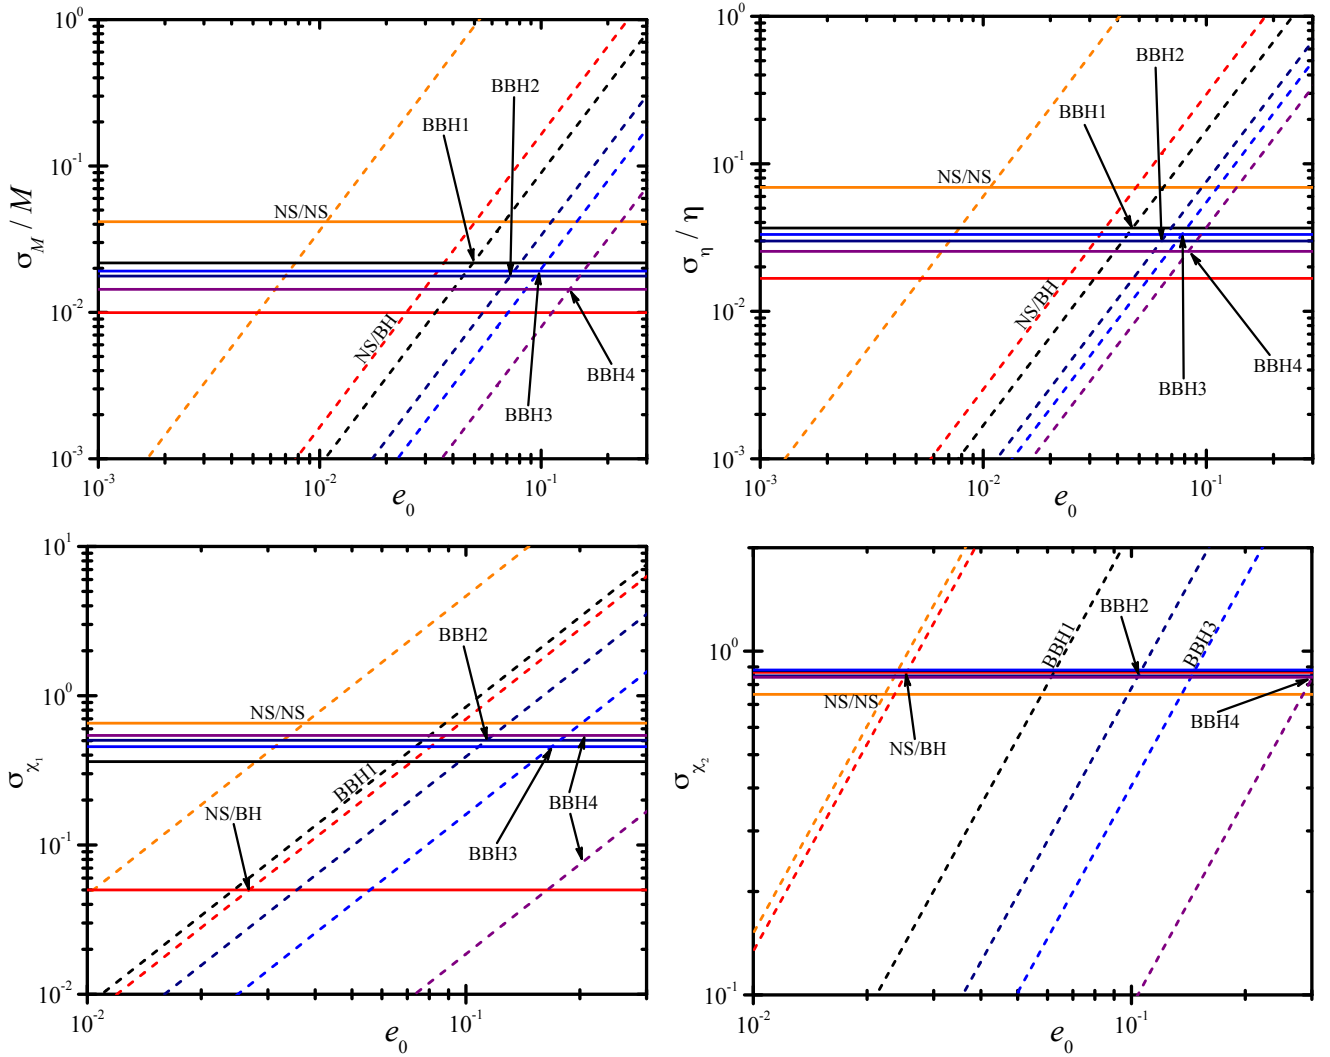 σ_M / M
10^0
10^-1
10^-2
10^-3
BBH2
BBH1
NS/NS
NS/BH
BBH4
BBH3
10^-3
10^-2
10^-1
e_0
σ_η / η
10^0
10^-1
10^-2
10^-3
BBH2
BBH1
NS/NS
NS/BH
BBH3
BBH4
10^-3
10^-2
10^-1
e_0
σ_χ_1
10^1
10^0
10^-1
10^-2
BBH2
NS/NS
BBH1
NS/BH
BBH4
BBH3
10^-2
10^-1
e_0
σ_χ_2
10^0
10^-1
BBH2
BBH1
BBH3
NS/NS
NS/BH
BBH4
10^-2
10^-1
e_0